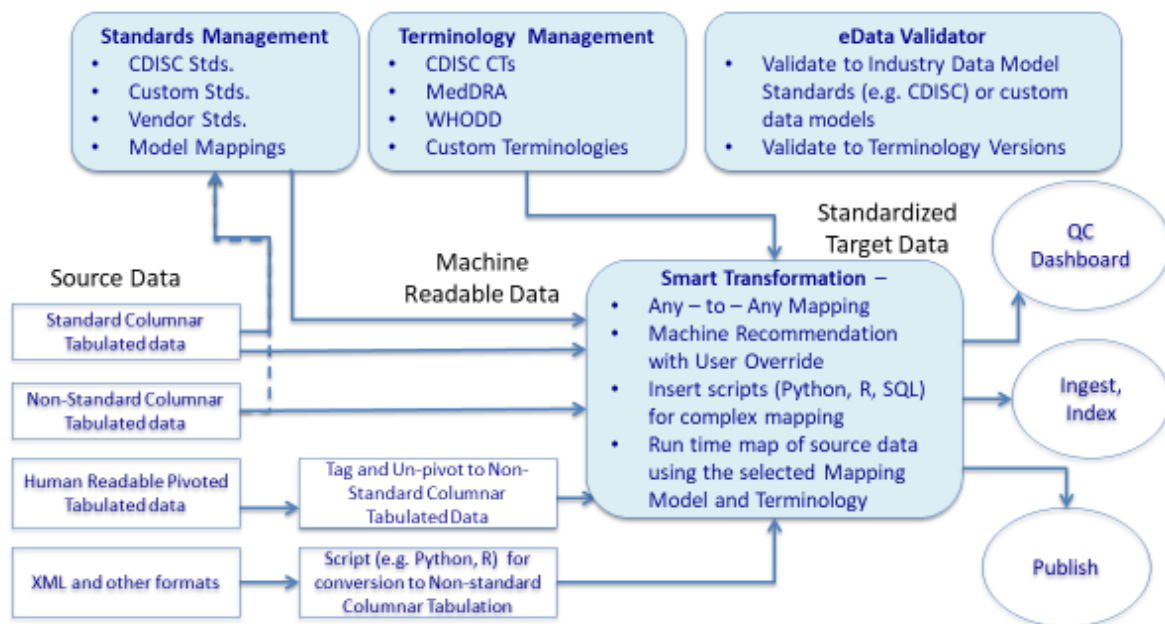 Standards Management
• CDISC Stds.
• Custom Stds.
• Vendor Stds.
• Model Mappings
Terminology Management
• CDISC CTs
• MedDRA
• WHODD
• Custom Terminologies
eData Validator
• Validate to Industry Data Model
Standards (e.g. CDISC) or custom
data models
• Validate to Terminology Versions
Source Data
Machine
Readable Data
Standardized
Target Data
Standard Columnar
Tabulated data
Non-Standard Columnar
Tabulated data
Human Readable Pivoted
Tabulated data
Tag and Un-pivot to Non-
Standard Columnar
Tabulated Data
XML and other formats
Script (e.g. Python, R) for
conversion to Non-standard
Columnar Tabulation
Smart Transformation –
• Any – to – Any Mapping
• Machine Recommendation
with User Override
• Insert scripts (Python, R, SQL)
for complex mapping
• Run time map of source data
using the selected Mapping
Model and Terminology
QC
Dashboard
Ingest,
Index
Publish